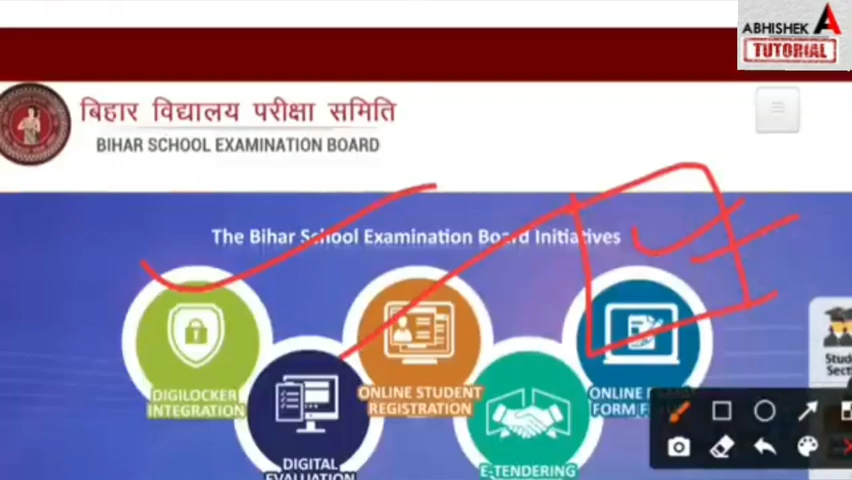 ABHISHEK A
TUTORIAL
बिहार विद्यालय परीक्षा समिति
BIHAR SCHOOL EXAMINATION BOARD
The Bihar School Examination Board Initiatives
DIGILOCKER
INTEGRATION
ONLINE STUDENT
REGISTRATION
ONLINE
FORM
DIGITAL
EVALUATION
E-TENDERING